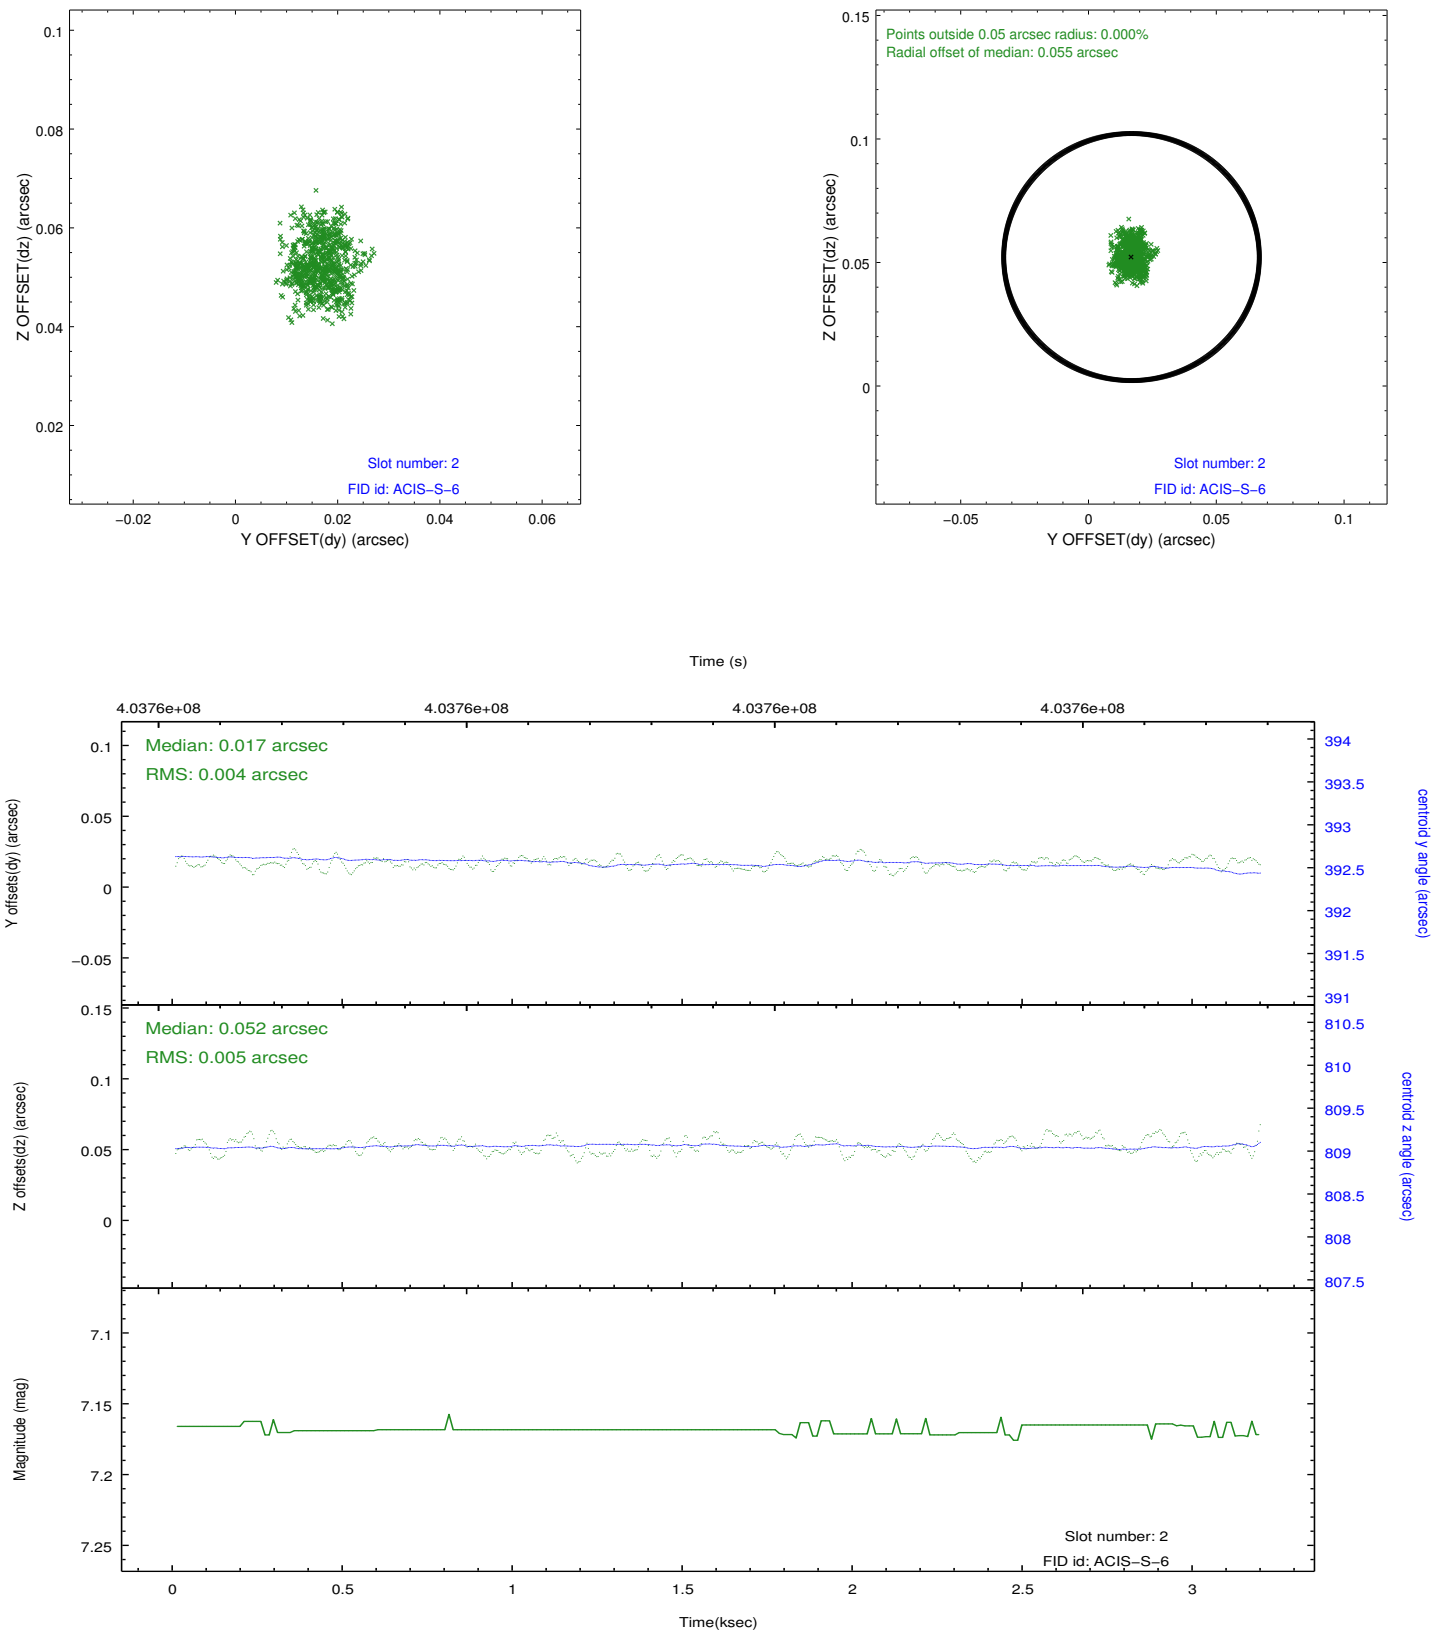 0.1
0.08
0.06
0.04
0.02
Z OFFSET(dz) (arcsec)
−0.02 0 0.02 0.04 0.06
Y OFFSET(dy) (arcsec)
Slot number: 2
FID id: ACIS−S−6
Points outside 0.05 arcsec radius: 0.000%
Radial offset of median: 0.055 arcsec
0.15
0.1
0.05
0
Z OFFSET(dz) (arcsec)
−0.05 0 0.05 0.1
Y OFFSET(dy) (arcsec)
Slot number: 2
FID id: ACIS−S−6
Time (s)
4.0376e+08 4.0376e+08 4.0376e+08 4.0376e+08
Median: 0.017 arcsec
RMS: 0.004 arcsec
0.1
0.05
0
−0.05
Y offsets(dy) (arcsec)
394
393.5
393
392.5
392
391.5
391
centroid y angle (arcsec)
Median: 0.052 arcsec
RMS: 0.005 arcsec
0.15
0.1
0.05
0
Z offsets(dz) (arcsec)
810.5
810
809.5
809
808.5
808
807.5
centroid z angle (arcsec)
7.1
7.15
7.2
7.25
Magnitude (mag)
Slot number: 2
FID id: ACIS−S−6
0 0.5 1 1.5 2 2.5 3
Time(ksec)